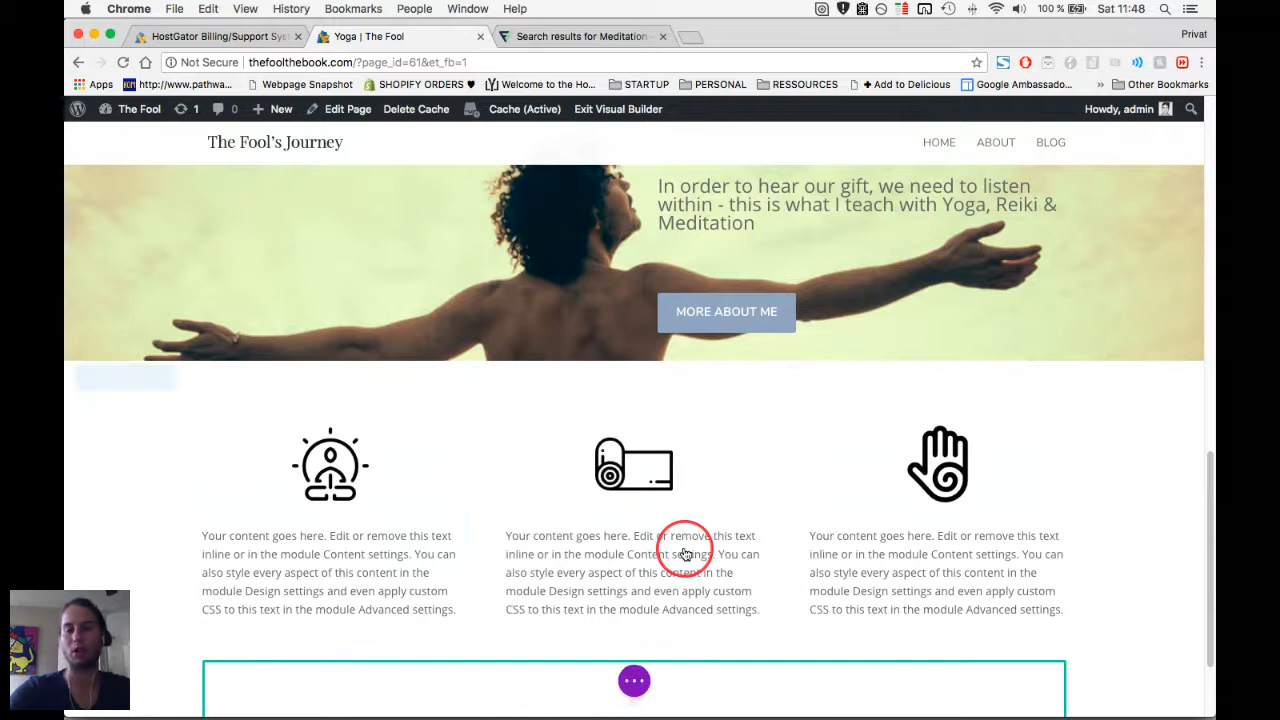 Chrome File Edit View History Bookmarks People Window Help 100 % Sat 11:48
HostGator Billing/Support Sys
Yoga | The Fool
Search results for Meditation -
Privat
Not Secure thefoolthebook.com/?page_id=61&et_fb=1
Apps http://www.pathwa... Webpage Snapshot SHOPIFY ORDERS Welcome to the Ho... STARTUP PERSONAL RESSOURCES + Add to Delicious Google Ambassado... » Other Bookmarks
The Fool 1 0 + New Edit Page Delete Cache Cache (Active) Exit Visual Builder Howdy, admin
The Fool's Journey
HOME ABOUT BLOG
In order to hear our gift, we need to listen
within - this is what I teach with Yoga, Reiki &
Meditation
MORE ABOUT ME
Your content goes here. Edit or remove this text
inline or in the module Content settings. You can
also style every aspect of this content in the
module Design settings and even apply custom
CSS to this text in the module Advanced settings.
Your content goes here. Edit or remove this text
inline or in the module Content settings. You can
also style every aspect of this content in the
module Design settings and even apply custom
CSS to this text in the module Advanced settings.
Your content goes here. Edit or remove this text
inline or in the module Content settings. You can
also style every aspect of this content in the
module Design settings and even apply custom
CSS to this text in the module Advanced settings.